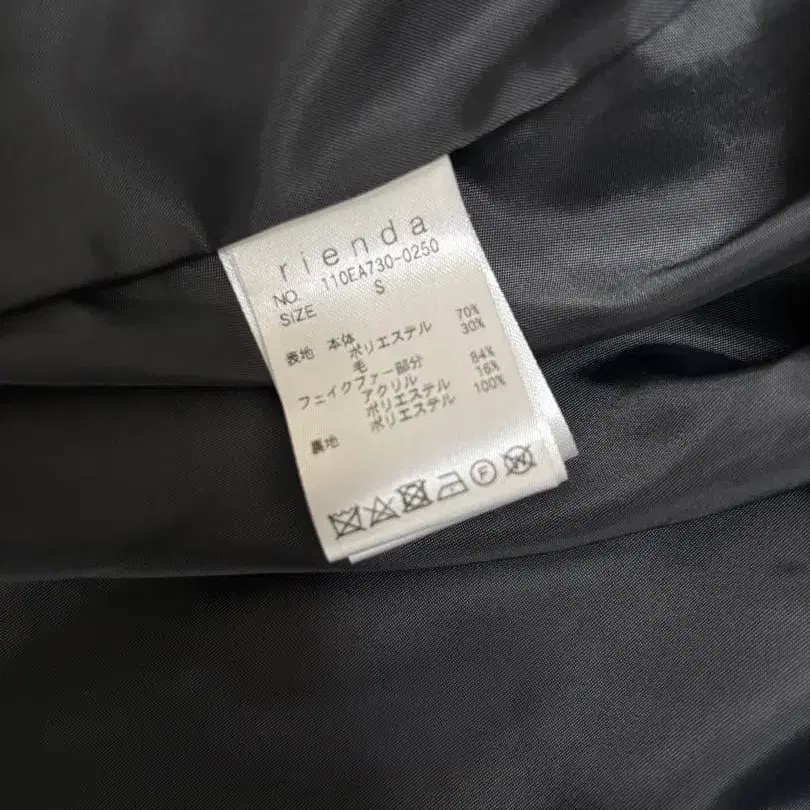 rienda
NO. 110EA730-0250
SIZE S
表地 本体
ポリエステル 70%
毛 30%
フェイクファー部分
アクリル 84%
ポリエステル 16%
裏地 ポリエステル 100%
F